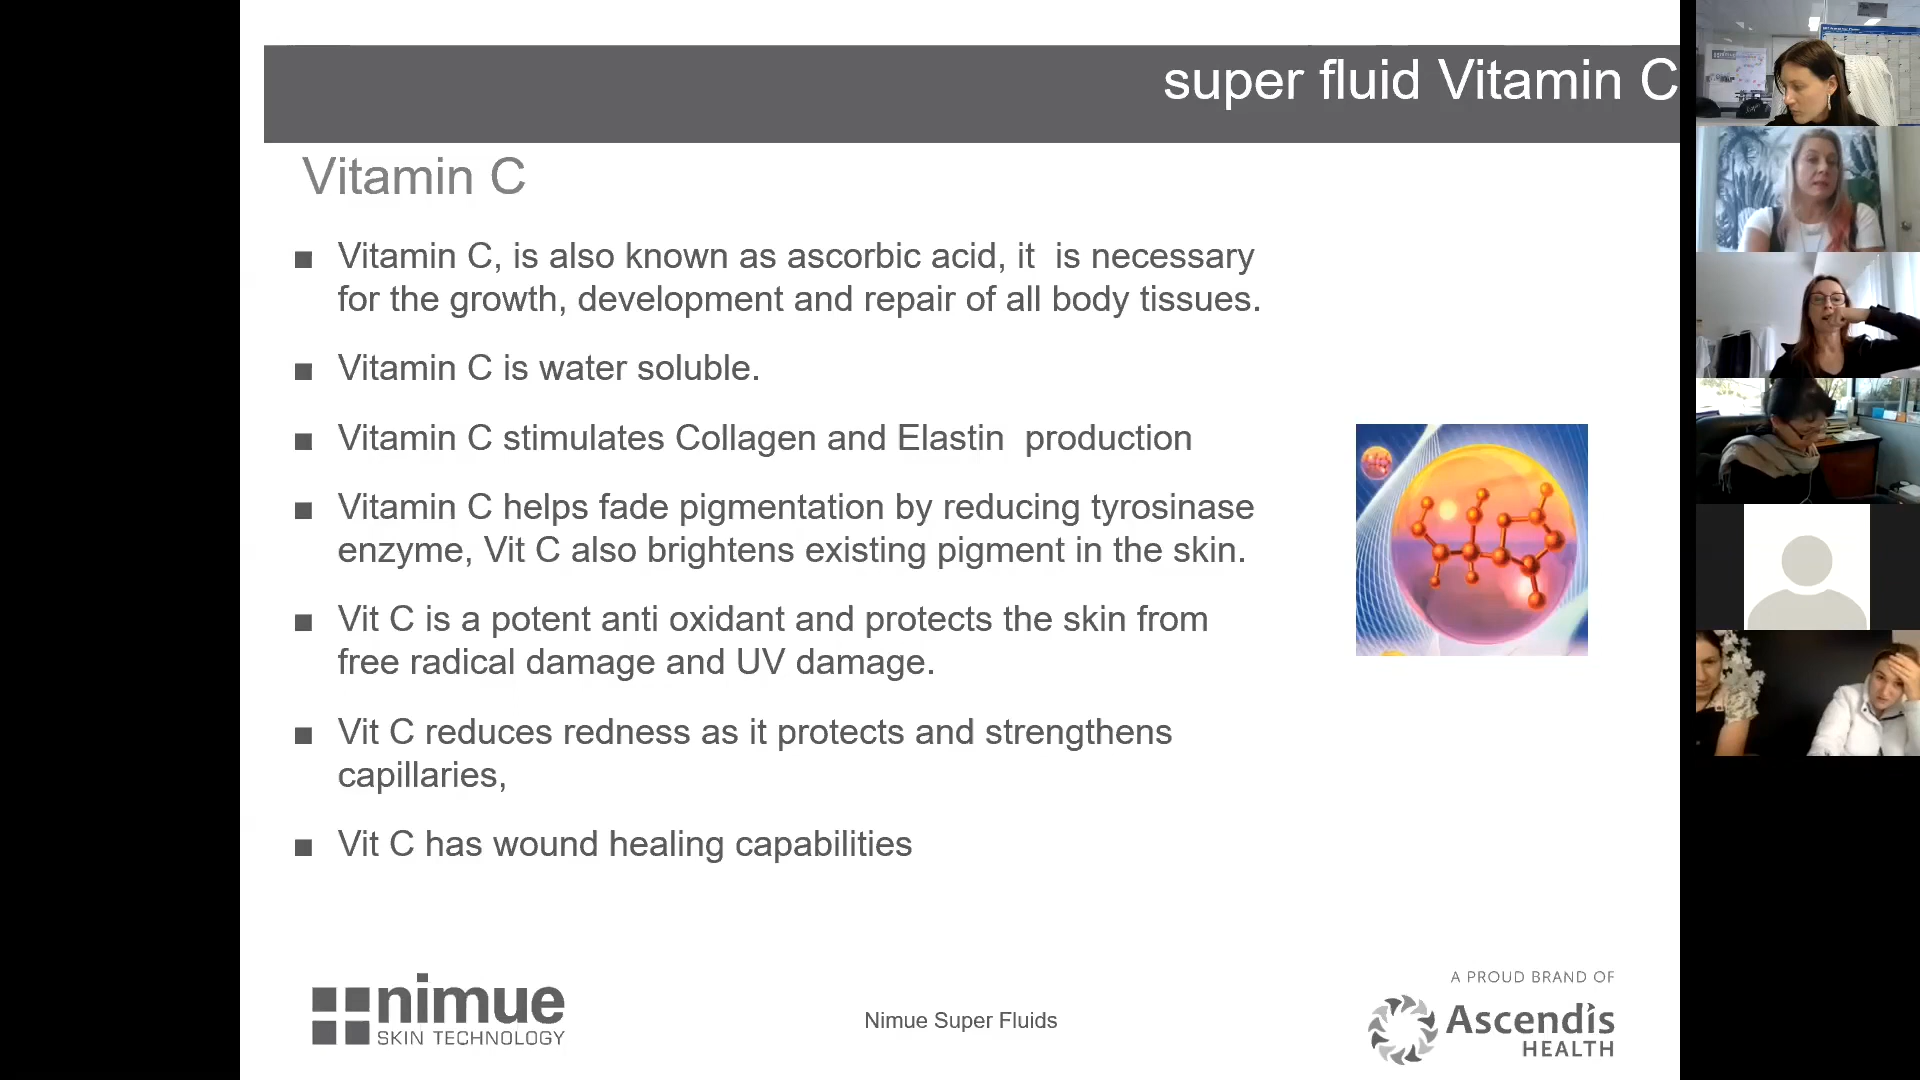 super fluid Vitamin C
Vitamin C
Vitamin C, is also known as ascorbic acid, it  is necessary
for the growth, development and repair of all body tissues.
Vitamin C is water soluble.
Vitamin C stimulates Collagen and Elastin  production
Vitamin C helps fade pigmentation by reducing tyrosinase
enzyme, Vit C also brightens existing pigment in the skin.
Vit C is a potent anti oxidant and protects the skin from
free radical damage and UV damage.
Vit C reduces redness as it protects and strengthens
capillaries,
Vit C has wound healing capabilities
nimue
SKIN TECHNOLOGY
Nimue Super Fluids
A PROUD BRAND OF
Ascendis
HEALTH